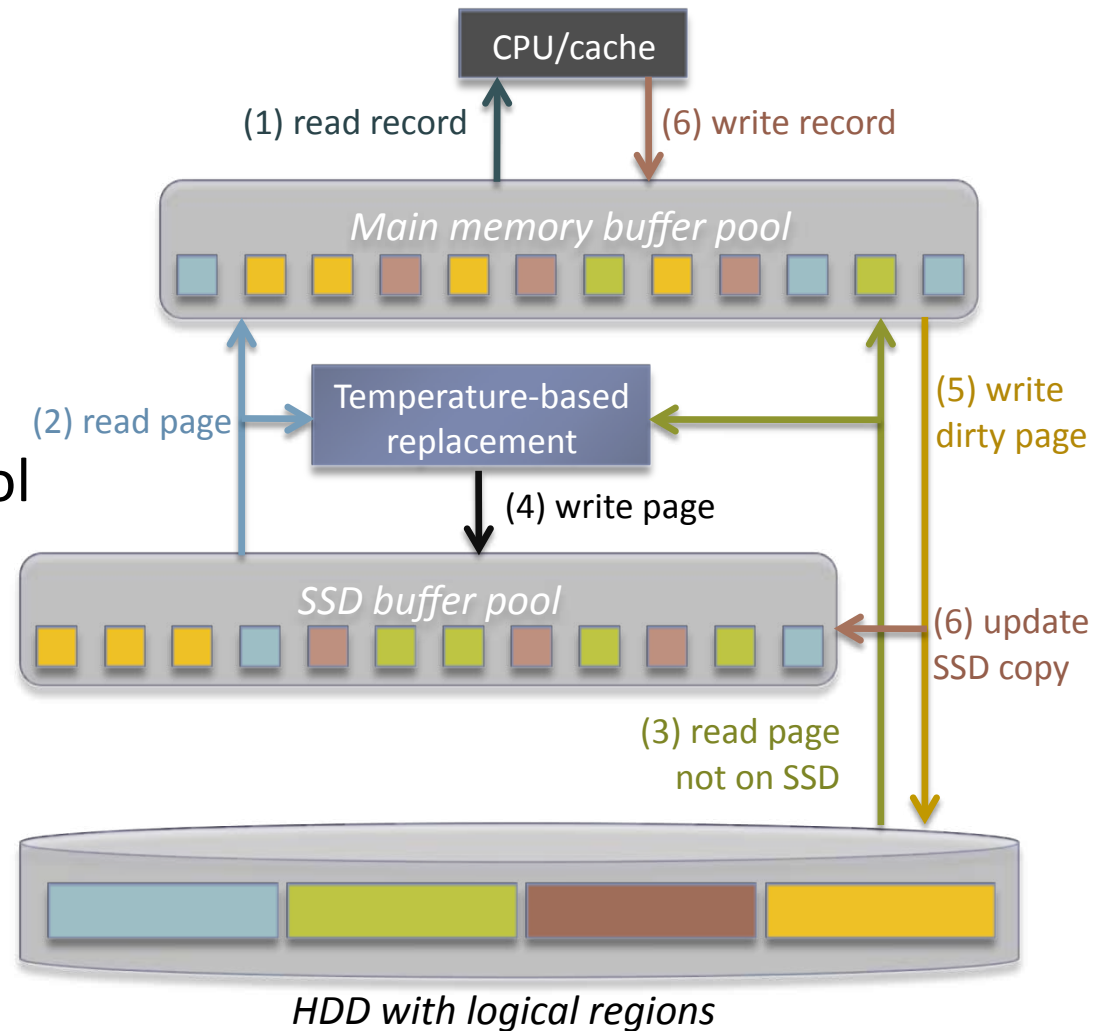 CPU/cache
(1) read record
(6) write record
Main memory buffer pool
(2) read page
Temperature-based
replacement
(5) write
dirty page
ol
(4) write page
SSD buffer pool
(6) update
SSD copy
(3) read page
not on SSD
HDD with logical regions